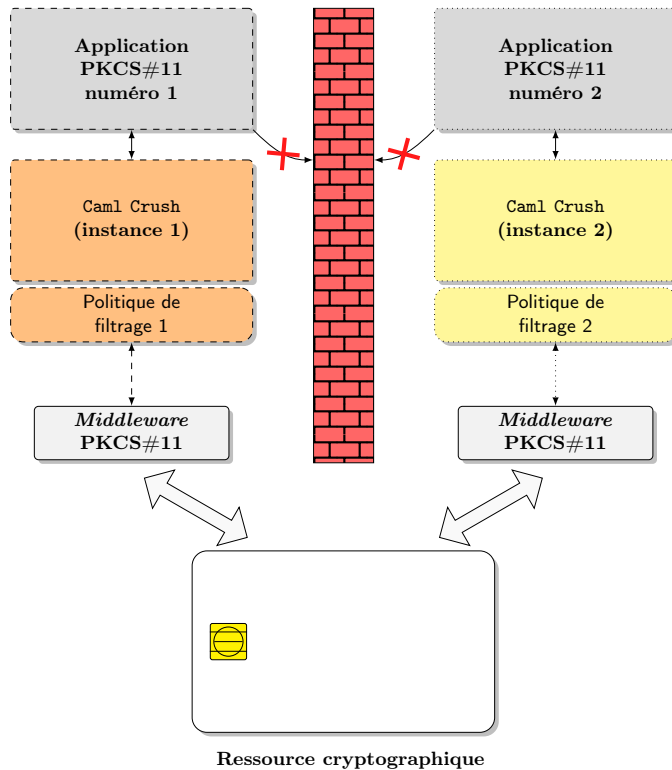 Application
PKCS#11
numéro 1
Application
PKCS#11
numéro 2
Caml Crush
(instance 1)
Caml Crush
(instance 2)
Politique de
filtrage 1
Politique de
filtrage 2
Middleware
PKCS#11
Middleware
PKCS#11
Ressource cryptographique